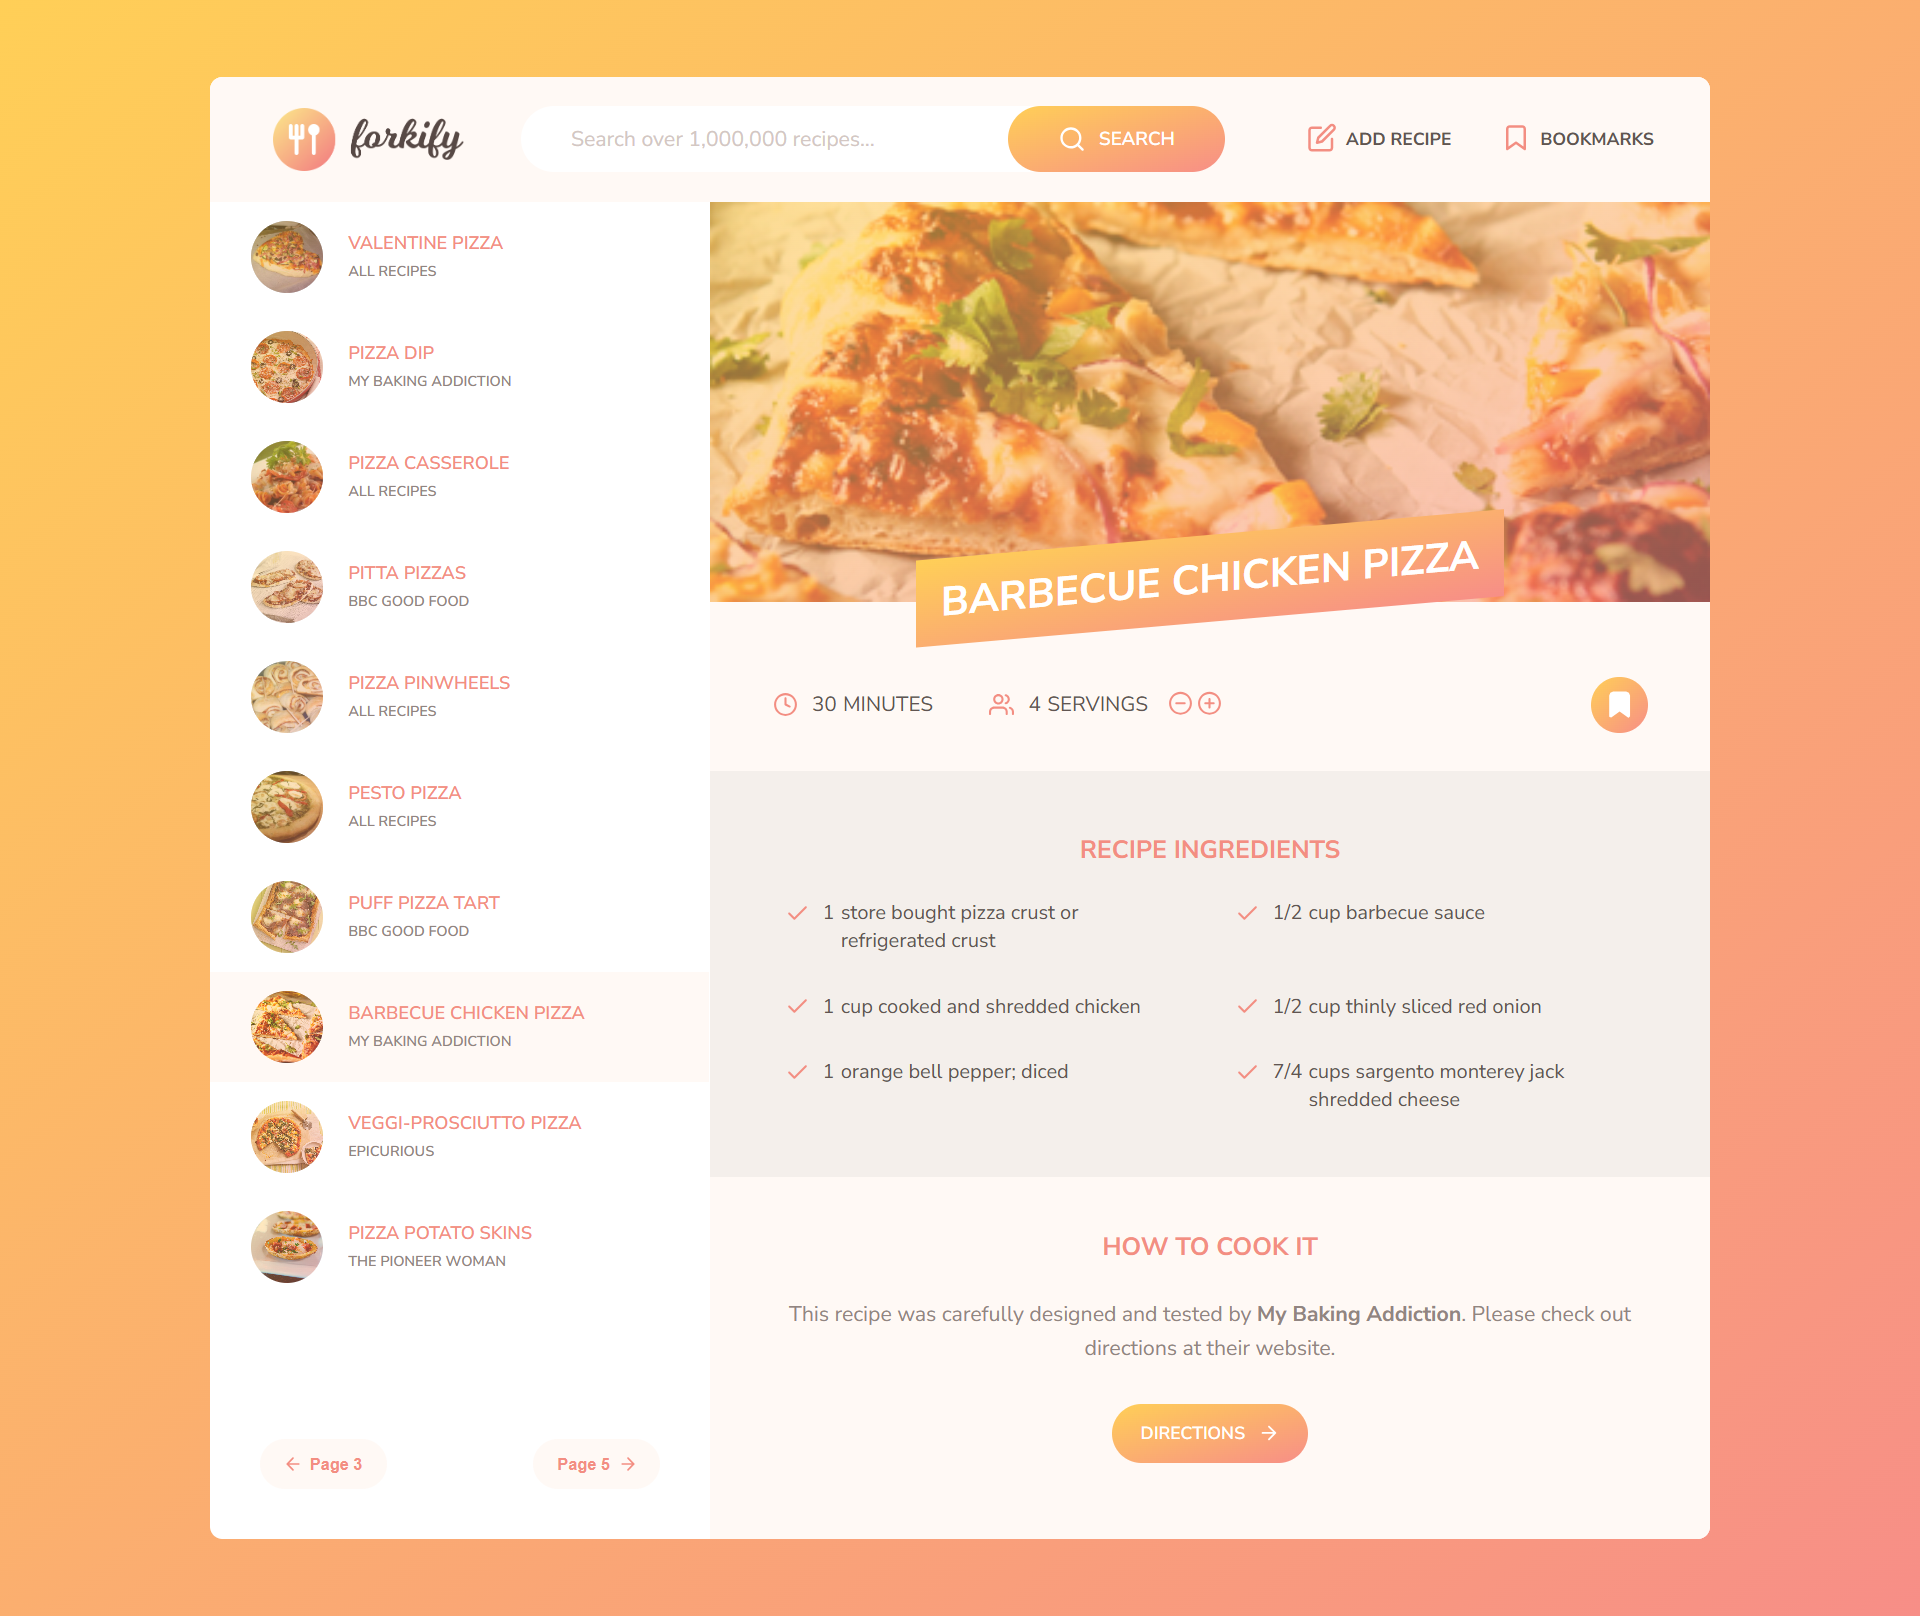 forkify
Search over 1,000,000 recipes...
SEARCH
ADD RECIPE
BOOKMARKS
VALENTINE PIZZA
ALL RECIPES
PIZZA DIP
MY BAKING ADDICTION
PIZZA CASSEROLE
ALL RECIPES
PITTA PIZZAS
BBC GOOD FOOD
PIZZA PINWHEELS
ALL RECIPES
PESTO PIZZA
ALL RECIPES
PUFF PIZZA TART
BBC GOOD FOOD
BARBECUE CHICKEN PIZZA
MY BAKING ADDICTION
VEGGI-PROSCIUTTO PIZZA
EPICURIOUS
PIZZA POTATO SKINS
THE PIONEER WOMAN
Page 3
Page 5
BARBECUE CHICKEN PIZZA
30 MINUTES
4 SERVINGS
RECIPE INGREDIENTS
1 store bought pizza crust or
refrigerated crust
1/2 cup barbecue sauce
1 cup cooked and shredded chicken
1/2 cup thinly sliced red onion
1 orange bell pepper; diced
7/4 cups sargento monterey jack
shredded cheese
HOW TO COOK IT
This recipe was carefully designed and tested by My Baking Addiction. Please check out
directions at their website.
DIRECTIONS